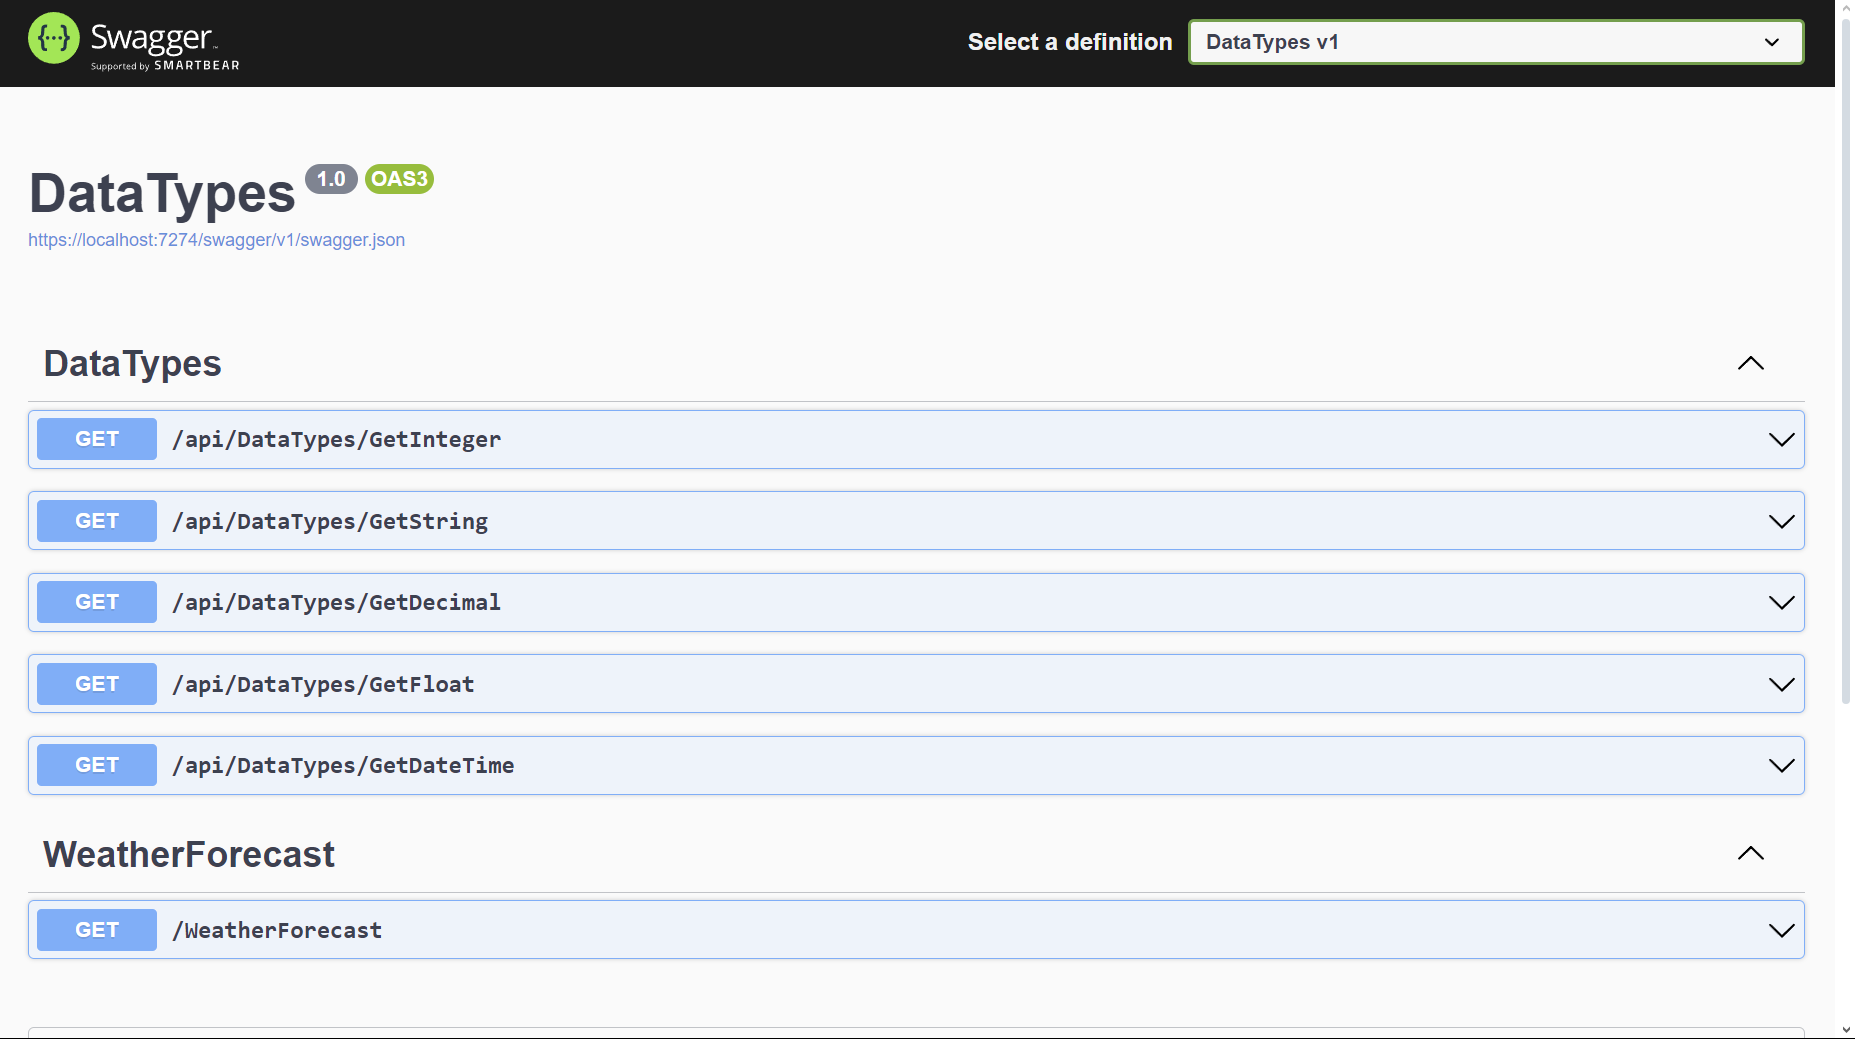 {···} Swagger™
Supported by SMARTBEAR
Select a definition
DataTypes v1
DataTypes 1.0 OAS3
https://localhost:7274/swagger/v1/swagger.json
DataTypes
GET /api/DataTypes/GetInteger
GET /api/DataTypes/GetString
GET /api/DataTypes/GetDecimal
GET /api/DataTypes/GetFloat
GET /api/DataTypes/GetDateTime
WeatherForecast
GET /WeatherForecast